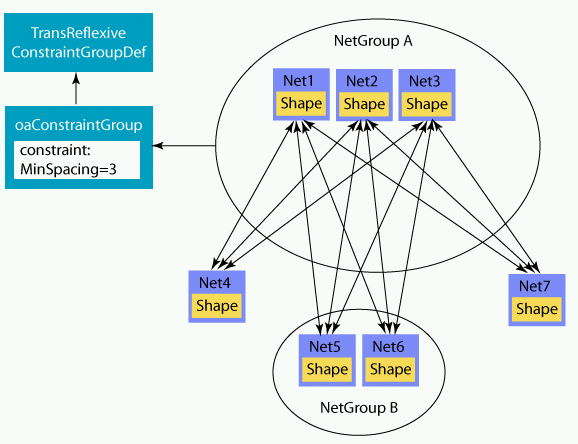 TransReflexive
ConstraintGroupDef
oaConstraintGroup
constraint:
MinSpacing=3
NetGroup A
Net1
Shape
Net2
Shape
Net3
Shape
Net4
Shape
Net7
Shape
Net5
Shape
Net6
Shape
NetGroup B